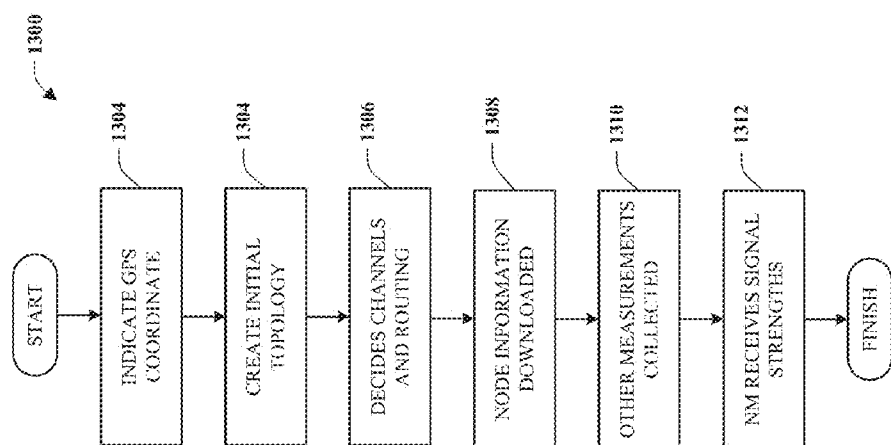 1300
START
INDICATE GPS
COORDINATE
1304
CREATE INITIAL
TOPOLOGY
1304
DECIDES CHANNELS
AND ROUTING
1306
NODE INFORMATION
DOWNLOADED
1308
OTHER MEASUREMENTS
COLLECTED
1310
NM RECEIVES SIGNAL
STRENGTHS
1312
FINISH